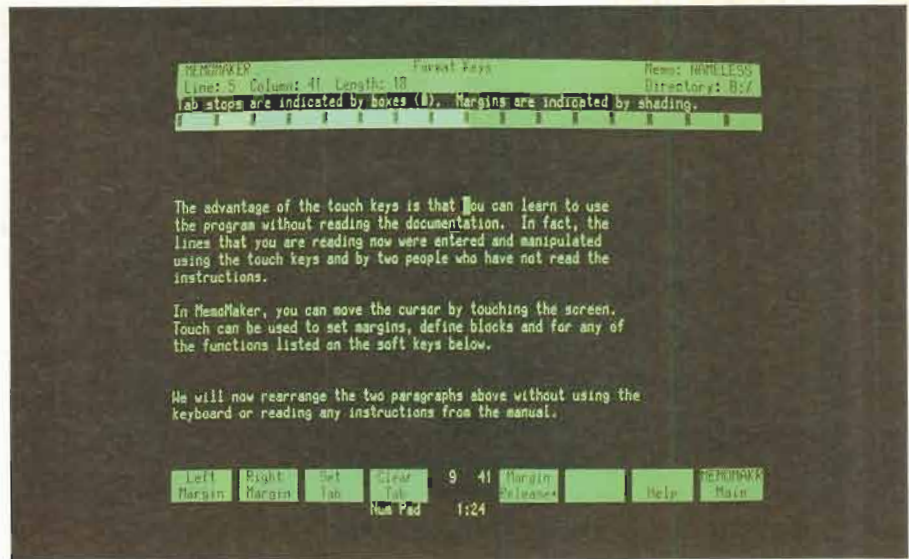 MEMOMAKER Format Keys Memo: NAMELESS
Line: 5 Column: 41 Length: 18 Directory: B:/
Tab stops are indicated by boxes ( ). Margins are indicated by shading.
The advantage of the touch keys is that you can learn to use
the program without reading the documentation. In fact, the
lines that you are reading now were entered and manipulated
using the touch keys and by two people who have not read the
instructions.
In MemoMaker, you can move the cursor by touching the screen.
Touch can be used to set margins, define blocks and for any of
the functions listed on the soft keys below.
We will now rearrange the two paragraphs above without using the
keyboard or reading any instructions from the manual.
Left Right Set Clear 9 41 Margin MEMOMAKR
Margin Margin Tab Tab Release* Help Main
Num Pad 1:24